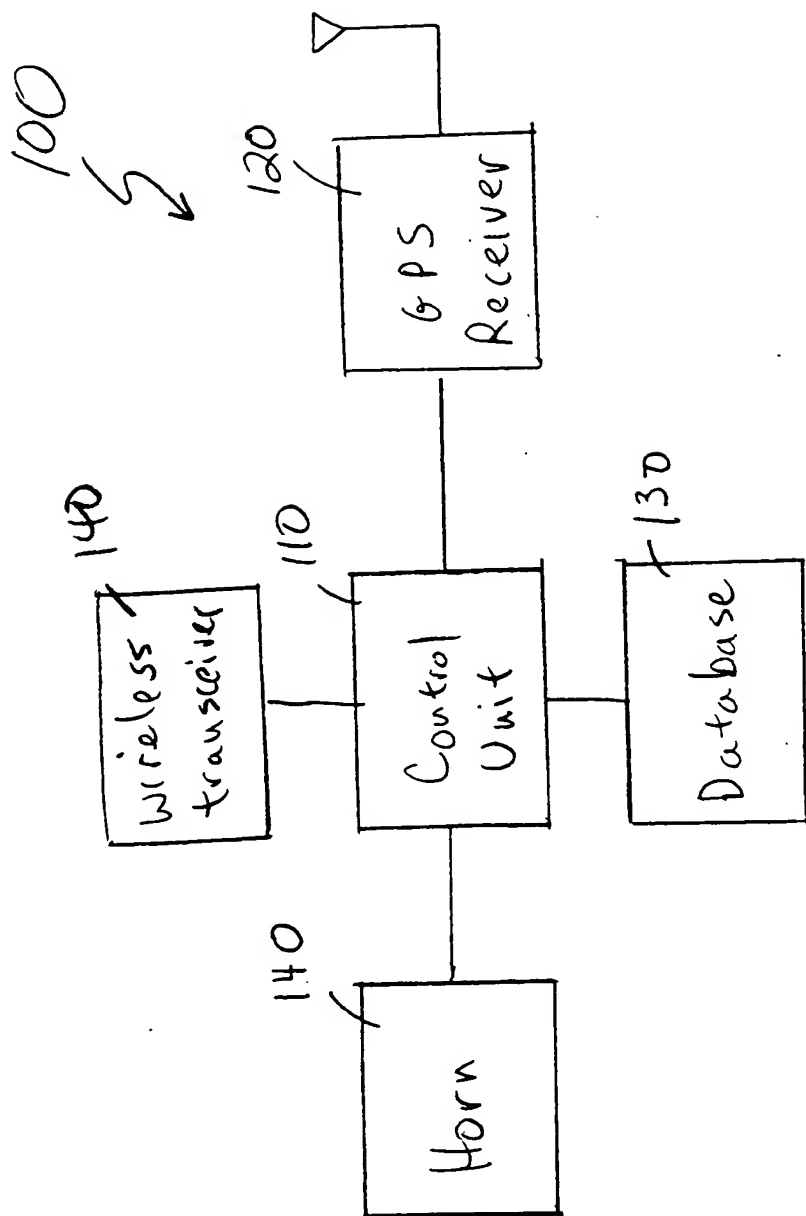 100
140
Wireless
transceiver
140
Horn
110
Control
Unit
120
GPS
Receiver
130
Database